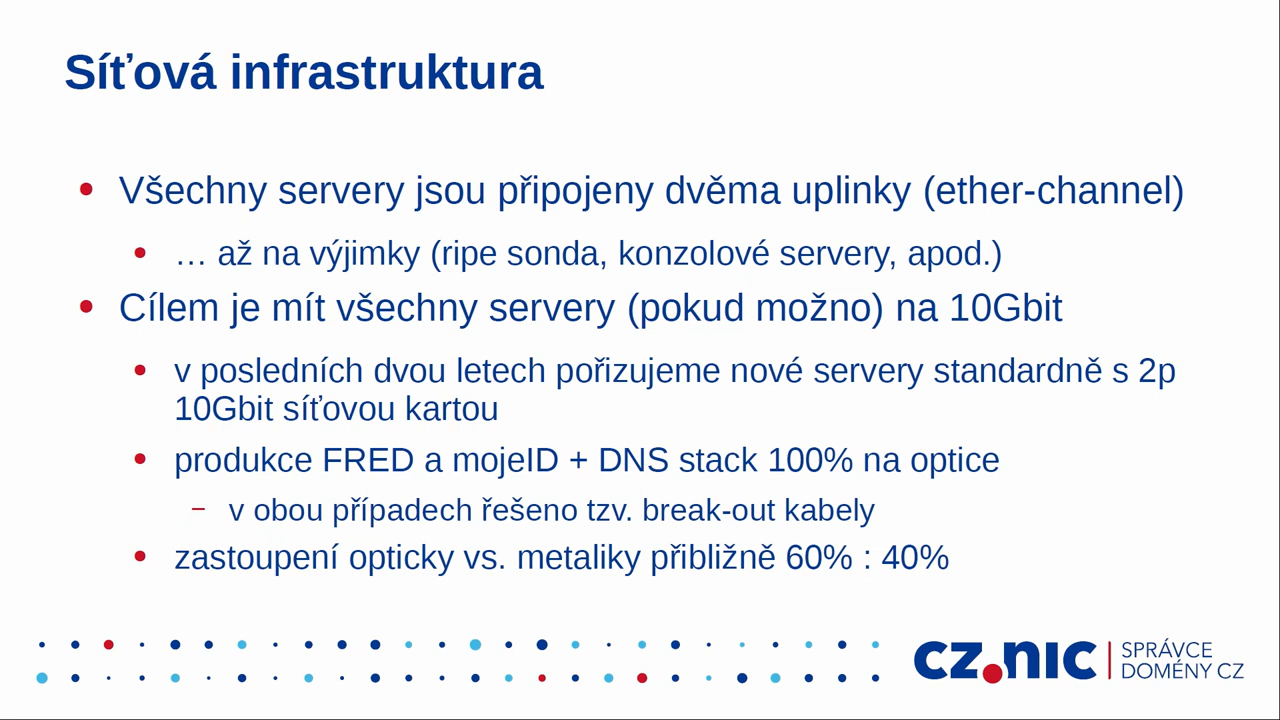 Síťová infrastruktura
• Všechny servery jsou připojeny dvěma uplinky (ether-channel)
• … až na výjimky (ripe sonda, konzolové servery, apod.)
• Cílem je mít všechny servery (pokud možno) na 10Gbit
• v posledních dvou letech pořizujeme nové servery standardně s 2p
10Gbit síťovou kartou
• produkce FRED a mojeID + DNS stack 100% na optice
– v obou případech řešeno tzv. break-out kabely
• zastoupení opticky vs. metaliky přibližně 60% : 40%
CZ.NIC | SPRÁVCE
DOMÉNY CZ